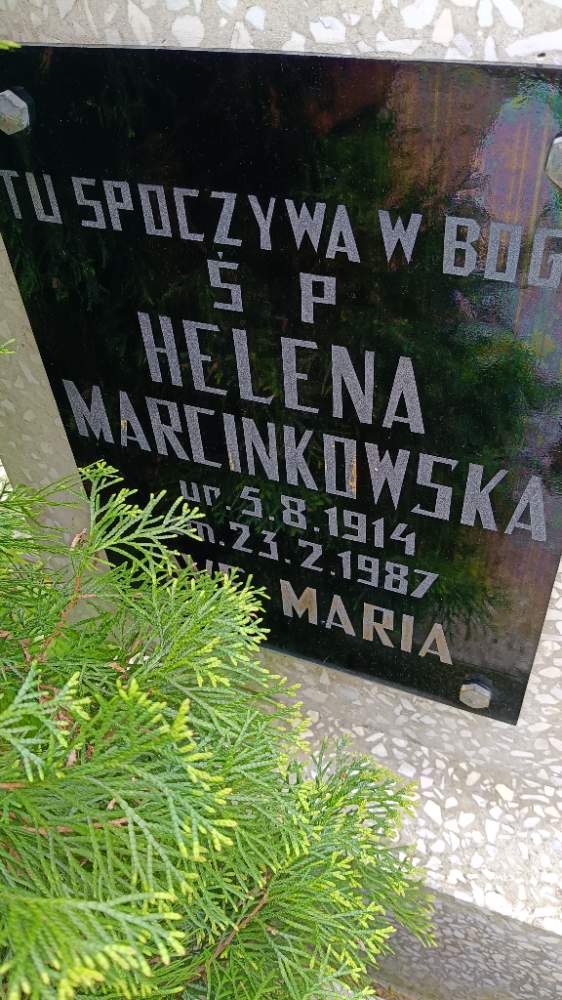 TU SPOCZYWA W BOG
Ś P
HELENA
MARCINKOWSKA
ur. 5.8.1914
m. 23.2.1987
MARIA